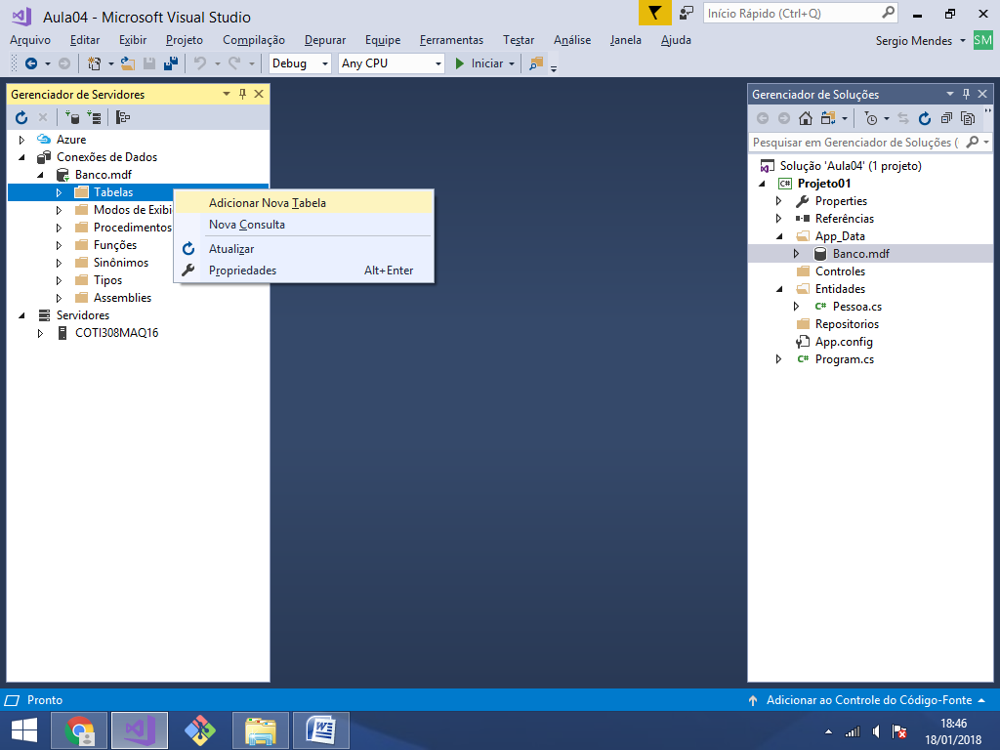 Aula04 - Microsoft Visual Studio
Início Rápido (Ctrl+Q)
Arquivo Editar Exibir Projeto Compilação Depurar Equipe Ferramentas Testar Análise Janela Ajuda
Sergio Mendes SM
Debug Any CPU Iniciar
Gerenciador de Servidores
Azure
Conexões de Dados
Banco.mdf
Tabelas
Modos de Exibi
Procedimentos
Funções
Sinônimos
Tipos
Assemblies
Servidores
COTI308MAQ16
Adicionar Nova Tabela
Nova Consulta
Atualizar
Propriedades Alt+Enter
Gerenciador de Soluções
Pesquisar em Gerenciador de Soluções (
Solução 'Aula04' (1 projeto)
C# Projeto01
Properties
Referências
App_Data
Banco.mdf
Controles
Entidades
C# Pessoa.cs
Repositorios
App.config
C# Program.cs
Pronto
Adicionar ao Controle do Código-Fonte
18:46
18/01/2018